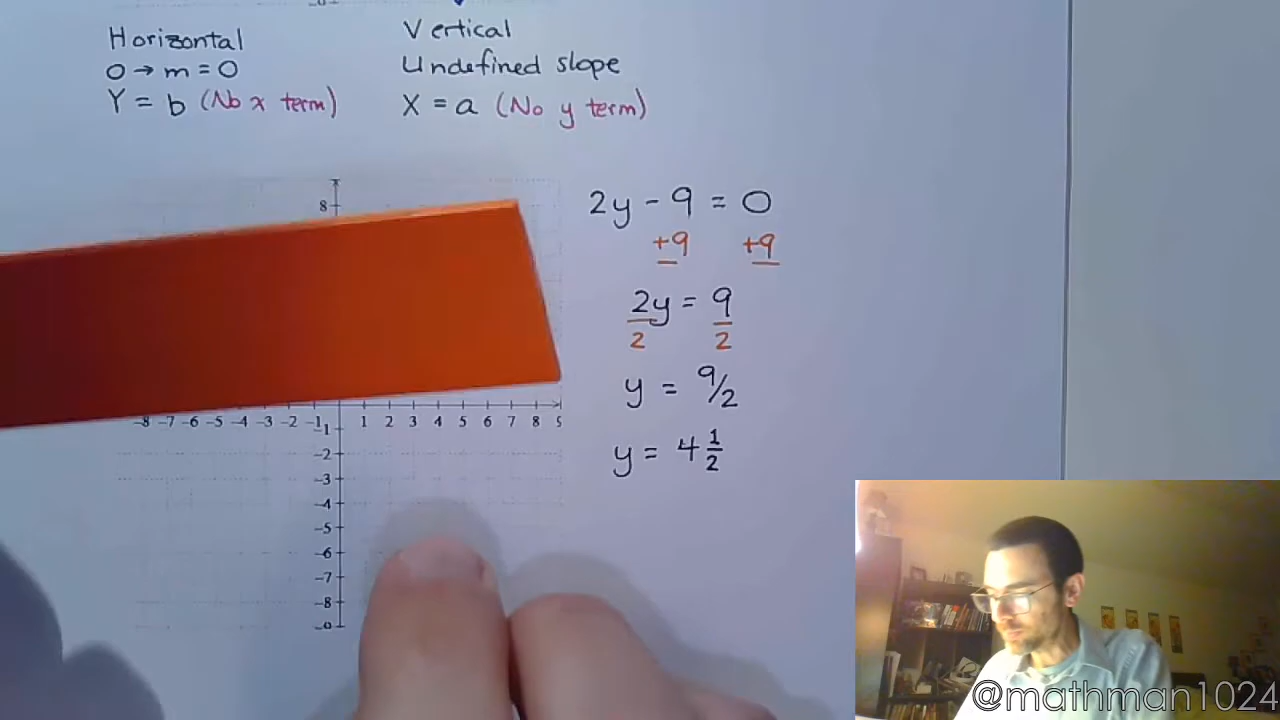 Horizontal
0 → m = 0
Y = b (No x term)
Vertical
Undefined slope
X = a (No y term)
8
-8 -7 -6 -5 -4 -3 -2 -1 1 2 3 4 5 6 7 8
-1
-2
-3
-4
-5
-6
-7
-8
2y - 9 = 0
+9 +9
2y = 9
2 2
y = 9/2
y = 4 1/2
@mathman1024